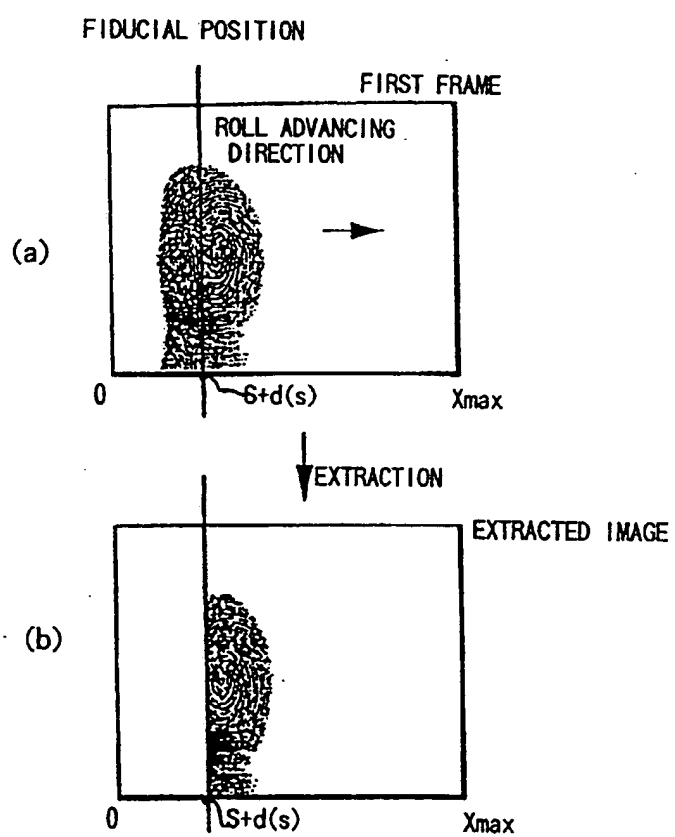 FIDUCIAL POSITION
FIRST FRAME
ROLL ADVANCING
DIRECTION
(a)
0
S+d(s)
Xmax
EXTRACTION
EXTRACTED IMAGE
(b)
0
S+d(s)
Xmax